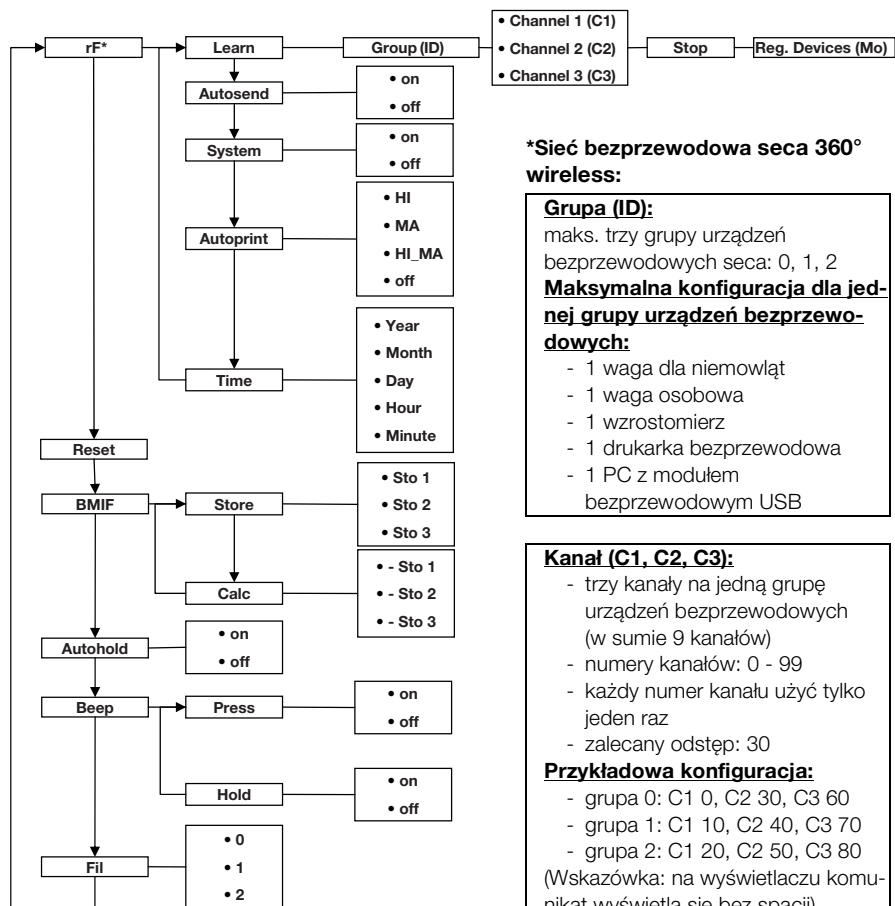 rF*
Learn
Group (ID)
• Channel 1 (C1)
• Channel 2 (C2)
• Channel 3 (C3)
Stop
Reg. Devices (Mo)
Autosend
• on
• off
System
• on
• off
Autoprint
• HI
• MA
• HI_MA
• off
Time
• Year
• Month
• Day
• Hour
• Minute
Reset
BMIF
Store
• Sto 1
• Sto 2
• Sto 3
Calc
• - Sto 1
• - Sto 2
• - Sto 3
Autohold
• on
• off
Beep
Press
• on
• off
Hold
• on
• off
Fil
• 0
• 1
• 2
*Sieć bezprzewodowa seca 360°
wireless:
Grupa (ID):
maks. trzy grupy urządzeń
bezprzewodowych seca: 0, 1, 2
Maksymalna konfiguracja dla jed-
nej grupy urządzeń bezprzewo-
dowych:
- 1 waga dla niemowląt
- 1 waga osobowa
- 1 wzrostomierz
- 1 drukarka bezprzewodowa
- 1 PC z modułem
bezprzewodowym USB
Kanał (C1, C2, C3):
- trzy kanały na jedną grupę
urządzeń bezprzewodowych
(w sumie 9 kanałów)
- numery kanałów: 0 - 99
- każdy numer kanału użyć tylko
jeden raz
- zalecany odstęp: 30
Przykładowa konfiguracja:
- grupa 0: C1 0, C2 30, C3 60
- grupa 1: C1 10, C2 40, C3 70
- grupa 2: C1 20, C2 50, C3 80
(Wskazówka: na wyświetlaczu komu-
nikat wyświetla się bez spacji)